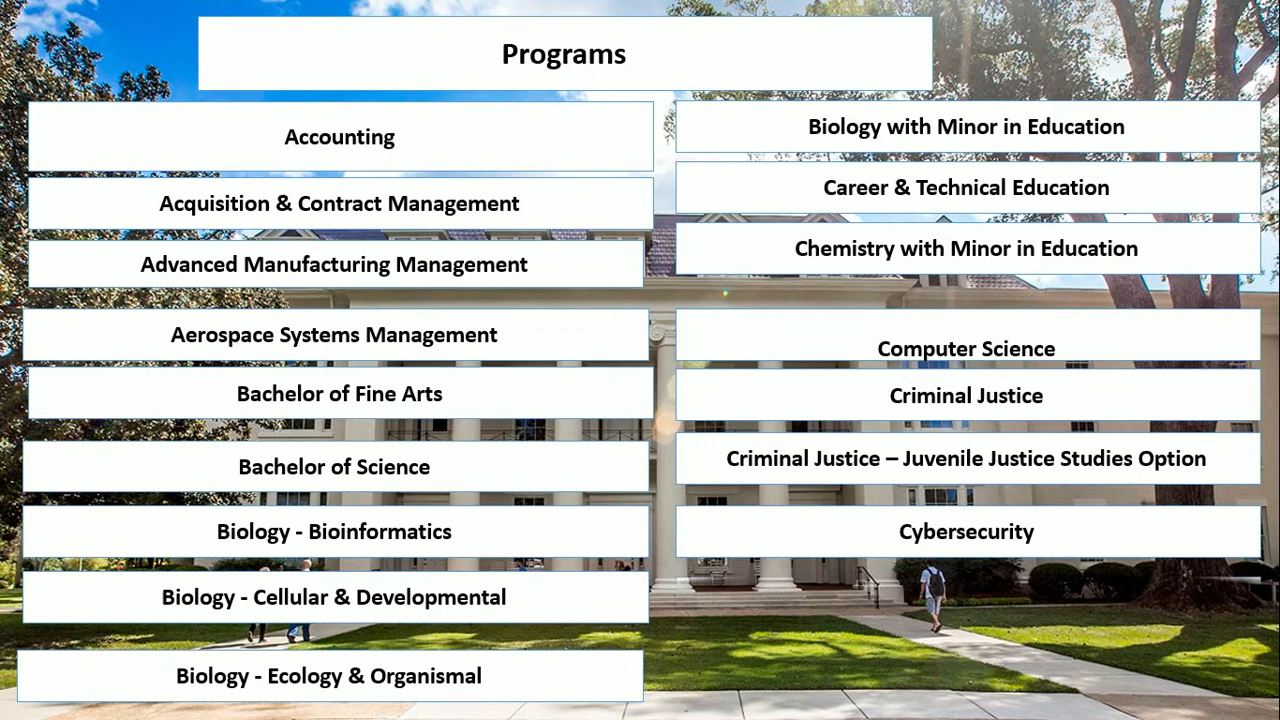 Programs
Accounting
Acquisition & Contract Management
Advanced Manufacturing Management
Aerospace Systems Management
Bachelor of Fine Arts
Bachelor of Science
Biology - Bioinformatics
Biology - Cellular & Developmental
Biology - Ecology & Organismal
Biology with Minor in Education
Career & Technical Education
Chemistry with Minor in Education
Computer Science
Criminal Justice
Criminal Justice – Juvenile Justice Studies Option
Cybersecurity